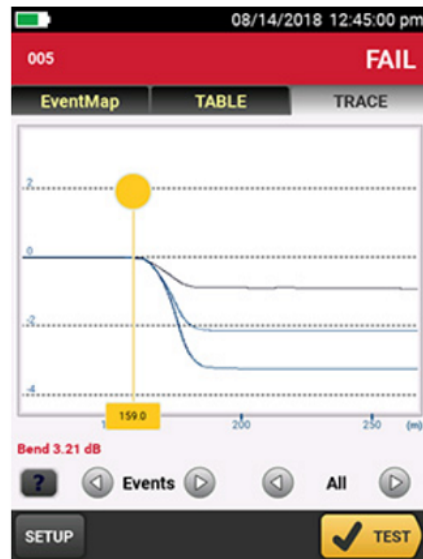 08/14/2018 12:45:00 pm
005 FAIL
EventMap TABLE TRACE
2
0
-2
-4
159.0 200 250 (m)
Bend 3.21 dB
? Events All
SETUP TEST